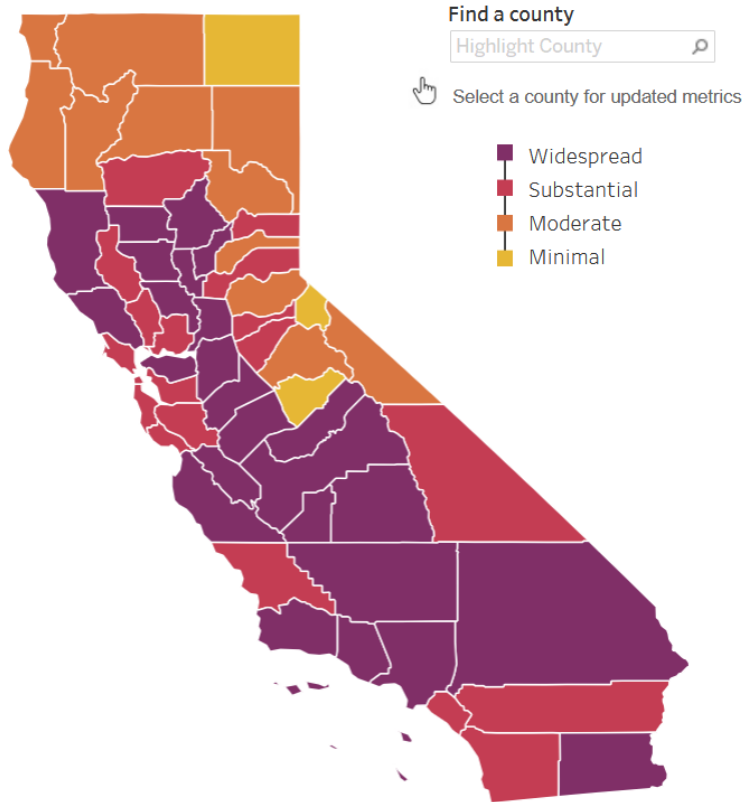 Find a county
Highlight County
Select a county for updated metrics
Widespread
Substantial
Moderate
Minimal